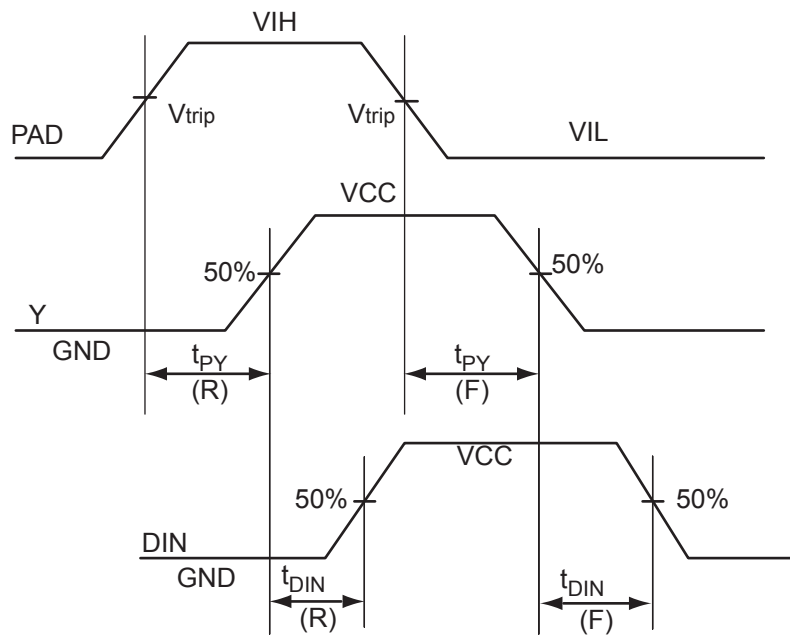 VIH
PAD
Vtrip
Vtrip
VIL
VCC
50%
50%
Y
GND
tPY
(R)
tPY
(F)
VCC
50%
50%
DIN
GND
tDIN
(R)
tDIN
(F)